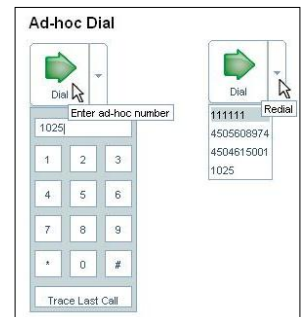 Ad-hoc Dial
Dial
Enter ad-hoc number
1025
1 2 3
4 5 6
7 8 9
* 0 #
Trace Last Call
Dial
Redial
111111
4505608974
4504615001
1025